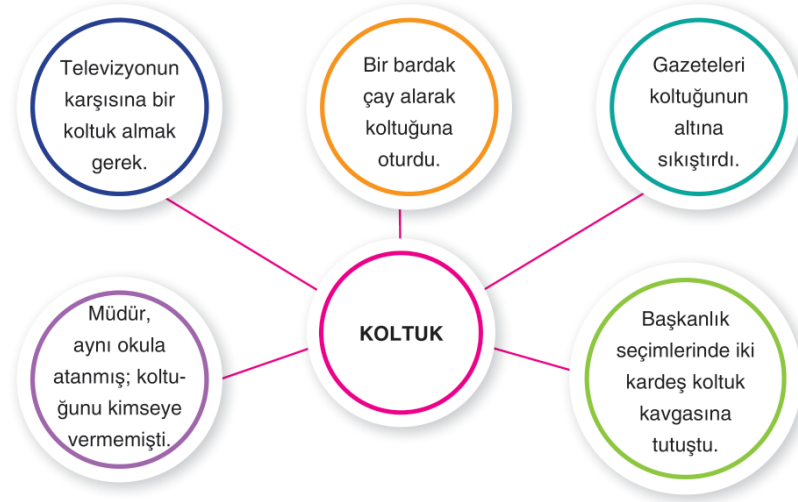 Televizyonun
karşısına bir
koltuk almak
gerek.
Bir bardak
çay alarak
koltuğuna
oturdu.
Gazeteleri
koltuğunun
altına
sıkıştırdı.
KOLTUK
Müdür,
aynı okula
atanmış; koltu-
ğunu kimseye
vermemişti.
Başkanlık
seçimlerinde iki
kardeş koltuk
kavgasına
tutuştu.